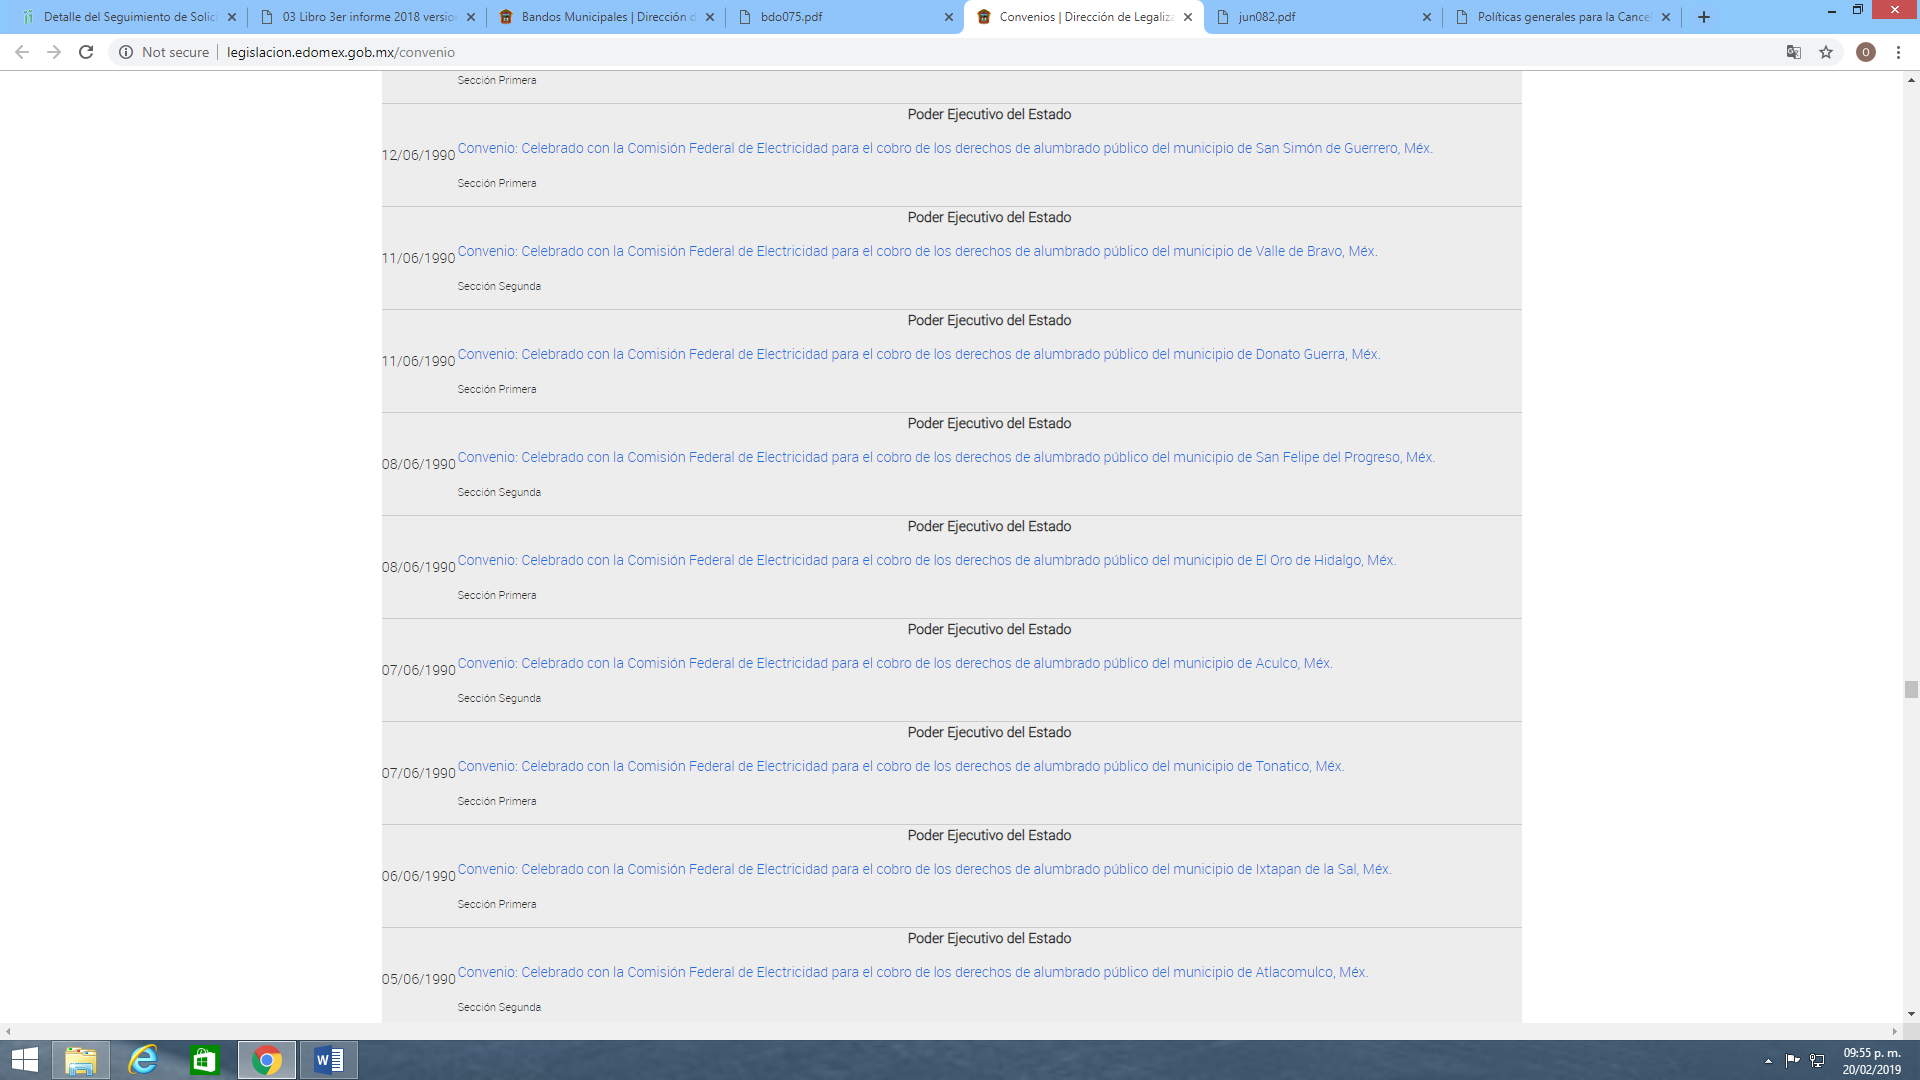 Detalle del Seguimiento de Solici
03 Libro 3er informe 2018 version
Bandos Municipales | Dirección d
bdo075.pdf
Convenios | Dirección de Legaliza
jun082.pdf
Políticas generales para la Cancel
Not secure
legislacion.edomex.gob.mx/convenio
O
Sección Primera
Poder Ejecutivo del Estado
12/06/1990 Convenio: Celebrado con la Comisión Federal de Electricidad para el cobro de los derechos de alumbrado público del municipio de San Simón de Guerrero, Méx.
Sección Primera
Poder Ejecutivo del Estado
11/06/1990 Convenio: Celebrado con la Comisión Federal de Electricidad para el cobro de los derechos de alumbrado público del municipio de Valle de Bravo, Méx.
Sección Segunda
Poder Ejecutivo del Estado
11/06/1990 Convenio: Celebrado con la Comisión Federal de Electricidad para el cobro de los derechos de alumbrado público del municipio de Donato Guerra, Méx.
Sección Primera
Poder Ejecutivo del Estado
08/06/1990 Convenio: Celebrado con la Comisión Federal de Electricidad para el cobro de los derechos de alumbrado público del municipio de San Felipe del Progreso, Méx.
Sección Segunda
Poder Ejecutivo del Estado
08/06/1990 Convenio: Celebrado con la Comisión Federal de Electricidad para el cobro de los derechos de alumbrado público del municipio de El Oro de Hidalgo, Méx.
Sección Primera
Poder Ejecutivo del Estado
07/06/1990 Convenio: Celebrado con la Comisión Federal de Electricidad para el cobro de los derechos de alumbrado público del municipio de Aculco, Méx.
Sección Segunda
Poder Ejecutivo del Estado
07/06/1990 Convenio: Celebrado con la Comisión Federal de Electricidad para el cobro de los derechos de alumbrado público del municipio de Tonatico, Méx.
Sección Primera
Poder Ejecutivo del Estado
06/06/1990 Convenio: Celebrado con la Comisión Federal de Electricidad para el cobro de los derechos de alumbrado público del municipio de Ixtapan de la Sal, Méx.
Sección Primera
Poder Ejecutivo del Estado
05/06/1990 Convenio: Celebrado con la Comisión Federal de Electricidad para el cobro de los derechos de alumbrado público del municipio de Atlacomulco, Méx.
Sección Segunda
09:55 p. m.
20/02/2019